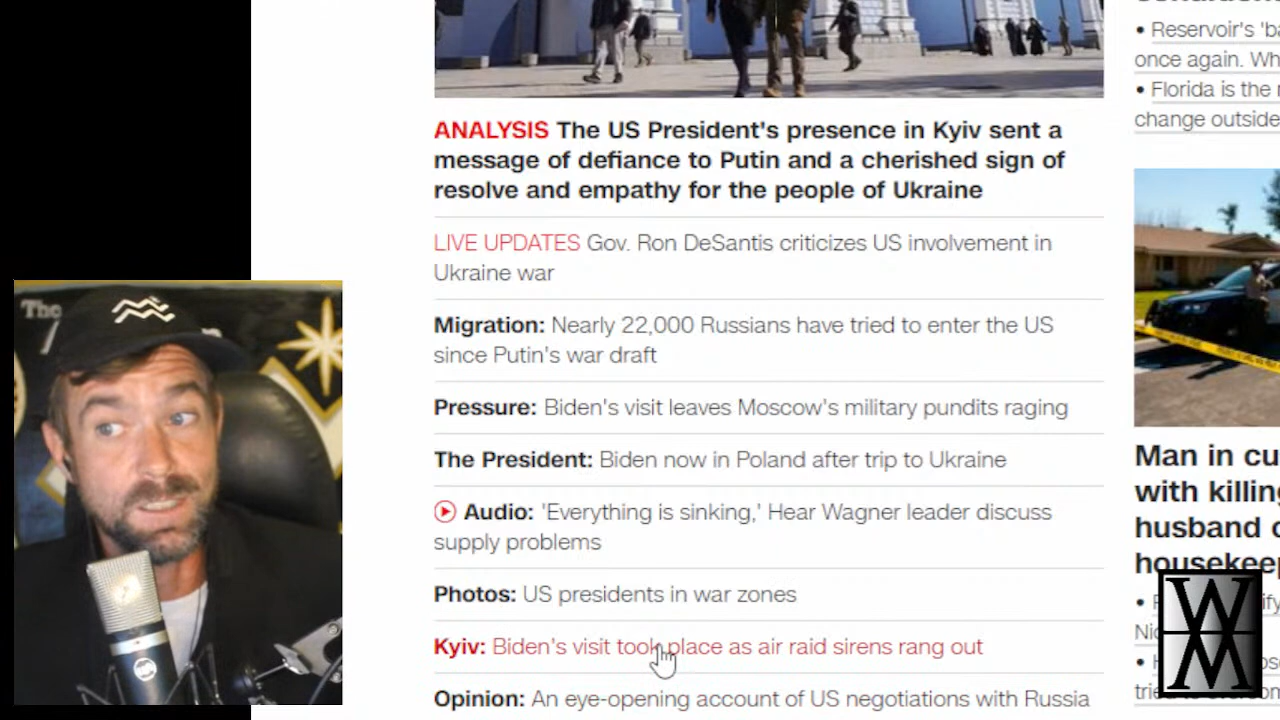 ANALYSIS The US President's presence in Kyiv sent a
message of defiance to Putin and a cherished sign of
resolve and empathy for the people of Ukraine
LIVE UPDATES Gov. Ron DeSantis criticizes US involvement in
Ukraine war
Migration: Nearly 22,000 Russians have tried to enter the US
since Putin's war draft
Pressure: Biden's visit leaves Moscow's military pundits raging
The President: Biden now in Poland after trip to Ukraine
Audio: 'Everything is sinking,' Hear Wagner leader discuss
supply problems
Photos: US presidents in war zones
Kyiv: Biden's visit took place as air raid sirens rang out
Opinion: An eye-opening account of US negotiations with Russia
• Reservoir's 'ba
once again. Wh
• Florida is the
change outside
Man in cu
with killing
husband
housekeep
The
WM